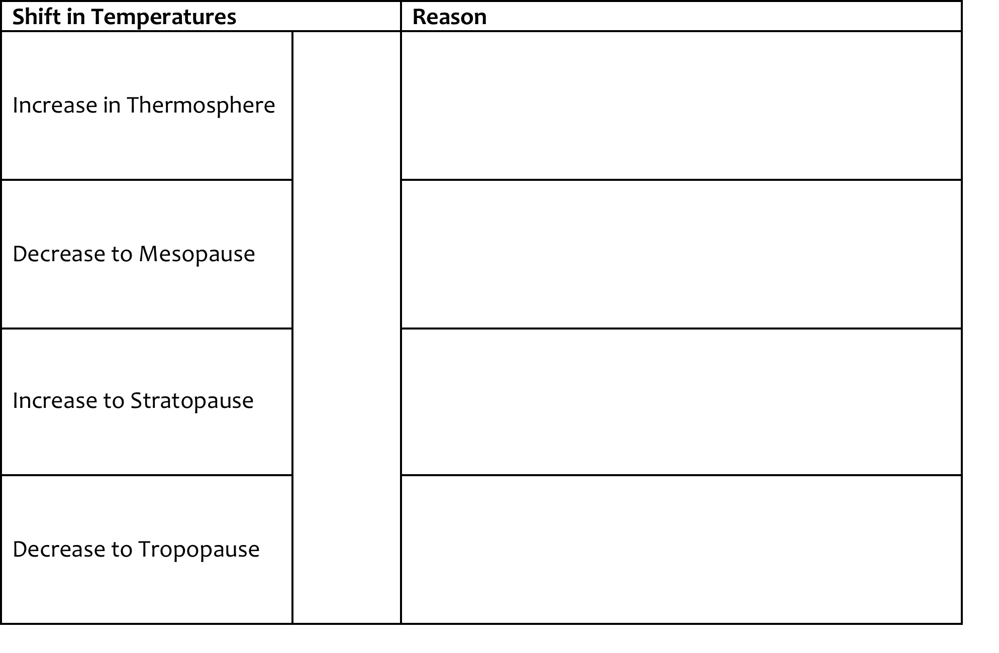 Shift in Temperatures
Reason
Increase in Thermosphere
Decrease to Mesopause
Increase to Stratopause
Decrease to Tropopause